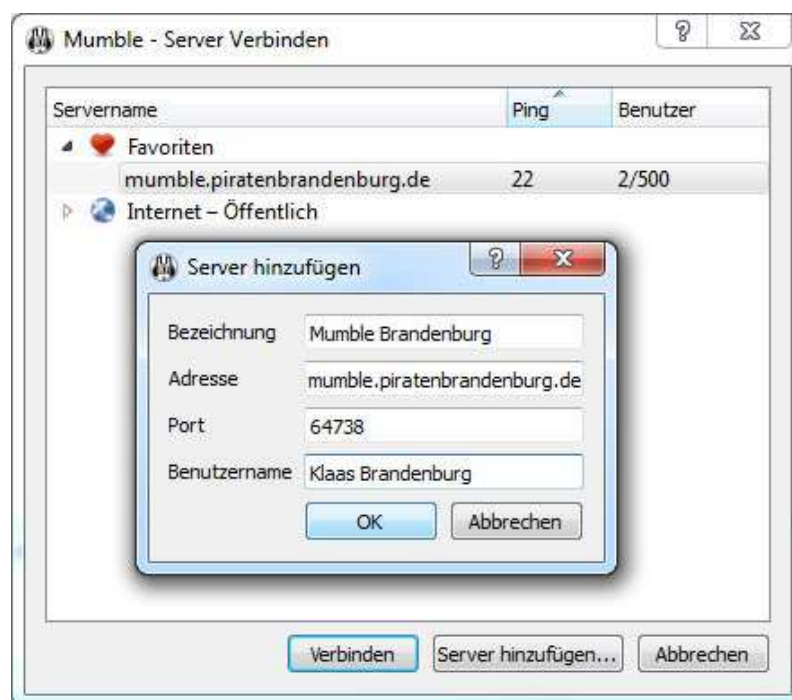 Mumble - Server Verbinden
Servername Ping Benutzer
Favoriten
mumble.piratenbrandenburg.de 22 2/500
Internet – Öffentlich
Server hinzufügen
Bezeichnung Mumble Brandenburg
Adresse mumble.piratenbrandenburg.de
Port 64738
Benutzername Klaas Brandenburg
OK Abbrechen
Verbinden Server hinzufügen... Abbrechen